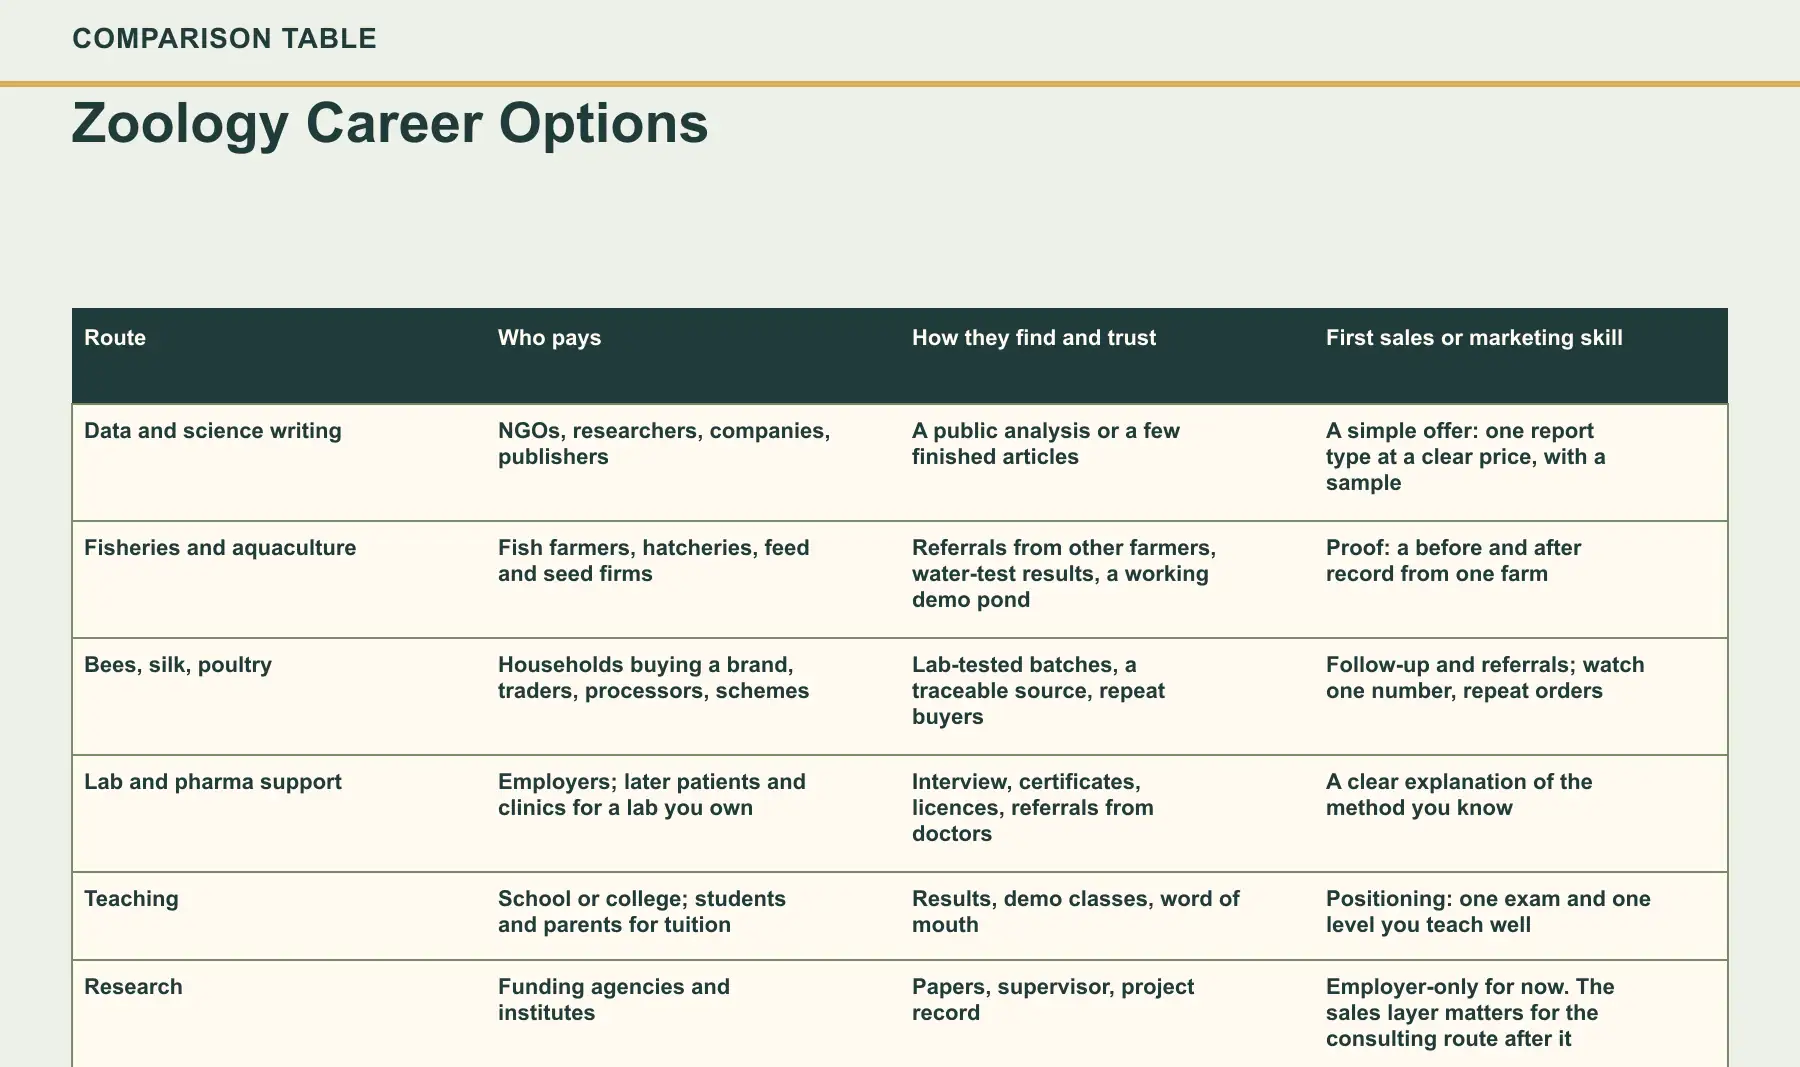 COMPARISON TABLE
Zoology Career Options
Route
Who pays
How they find and trust
First sales or marketing skill
Data and science writing
NGOs, researchers, companies,
publishers
A public analysis or a few
finished articles
A simple offer: one report
type at a clear price, with a
sample
Fisheries and aquaculture
Fish farmers, hatcheries, feed
and seed firms
Referrals from other farmers,
water-test results, a working
demo pond
Proof: a before and after
record from one farm
Bees, silk, poultry
Households buying a brand,
traders, processors, schemes
Lab-tested batches, a
traceable source, repeat
buyers
Follow-up and referrals; watch
one number, repeat orders
Lab and pharma support
Employers; later patients and
clinics for a lab you own
Interview, certificates,
licences, referrals from
doctors
A clear explanation of the
method you know
Teaching
School or college; students
and parents for tuition
Results, demo classes, word of
mouth
Positioning: one exam and one
level you teach well
Research
Funding agencies and
institutes
Papers, supervisor, project
record
Employer-only for now. The
sales layer matters for the
consulting route after it